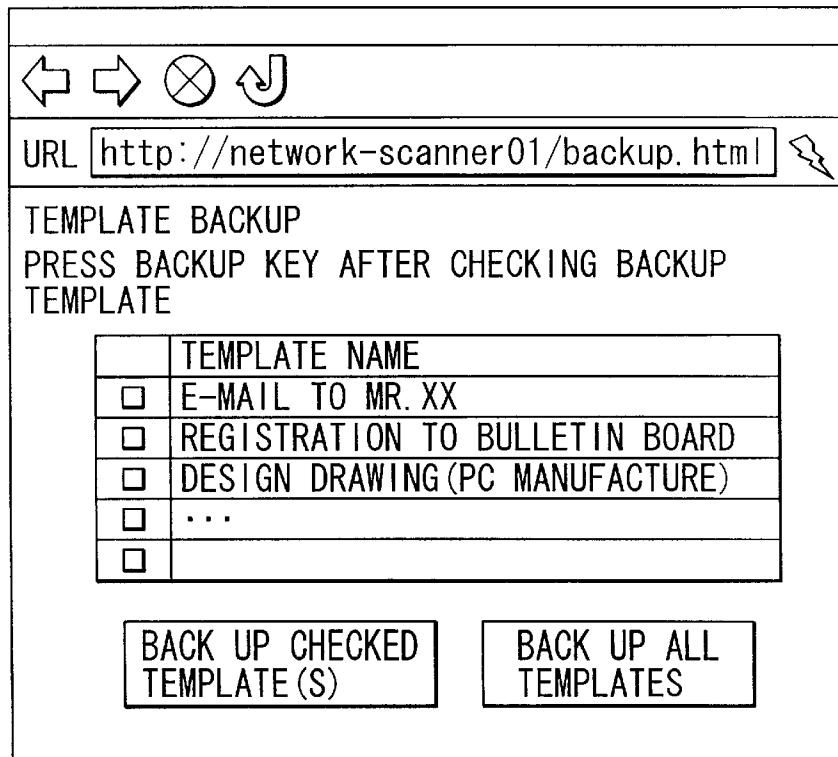 URL http://network-scanner01/backup.html
TEMPLATE BACKUP
PRESS BACKUP KEY AFTER CHECKING BACKUP
TEMPLATE
TEMPLATE NAME
E-MAIL TO MR.XX
REGISTRATION TO BULLETIN BOARD
DESIGN DRAWING(PC MANUFACTURE)
...
BACK UP CHECKED
TEMPLATE(S)
BACK UP ALL
TEMPLATES